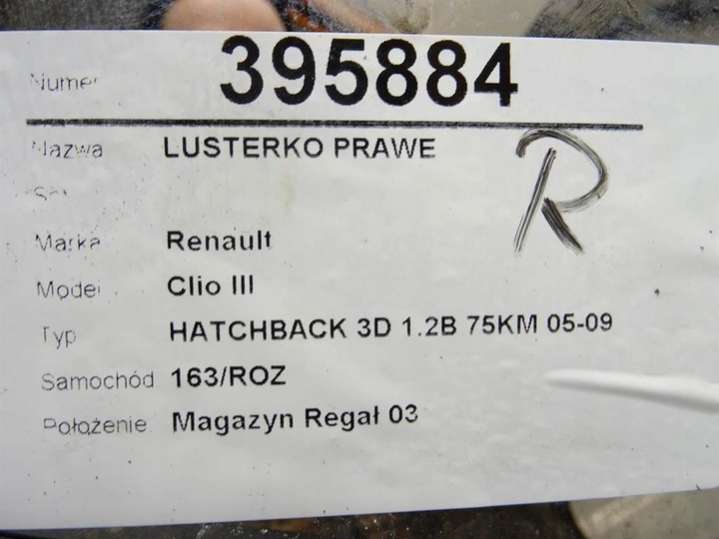 Numer 395884
Nazwa LUSTERKO PRAWE
R
Marka Renault
Model Clio III
Typ HATCHBACK 3D 1.2B 75KM 05-09
Samochód 163/ROZ
Położenie Magazyn Regał 03